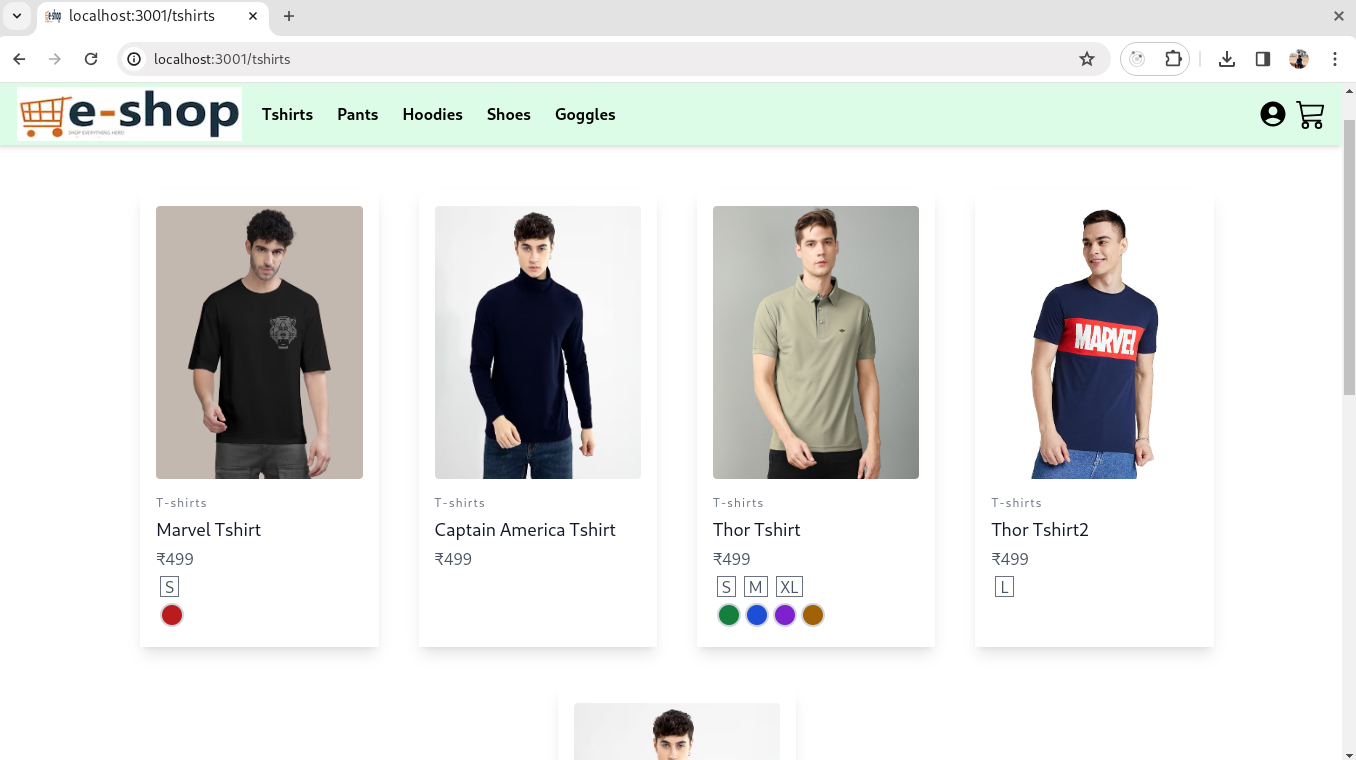 localhost:3001/tshirts
localhost:3001/tshirts
e-shop
SHOP EVERYTHING HERE!
Tshirts
Pants
Hoodies
Shoes
Goggles
MARVEL
T-shirts
Marvel Tshirt
₹499
S
T-shirts
Captain America Tshirt
₹499
T-shirts
Thor Tshirt
₹499
S M XL
T-shirts
Thor Tshirt2
₹499
L